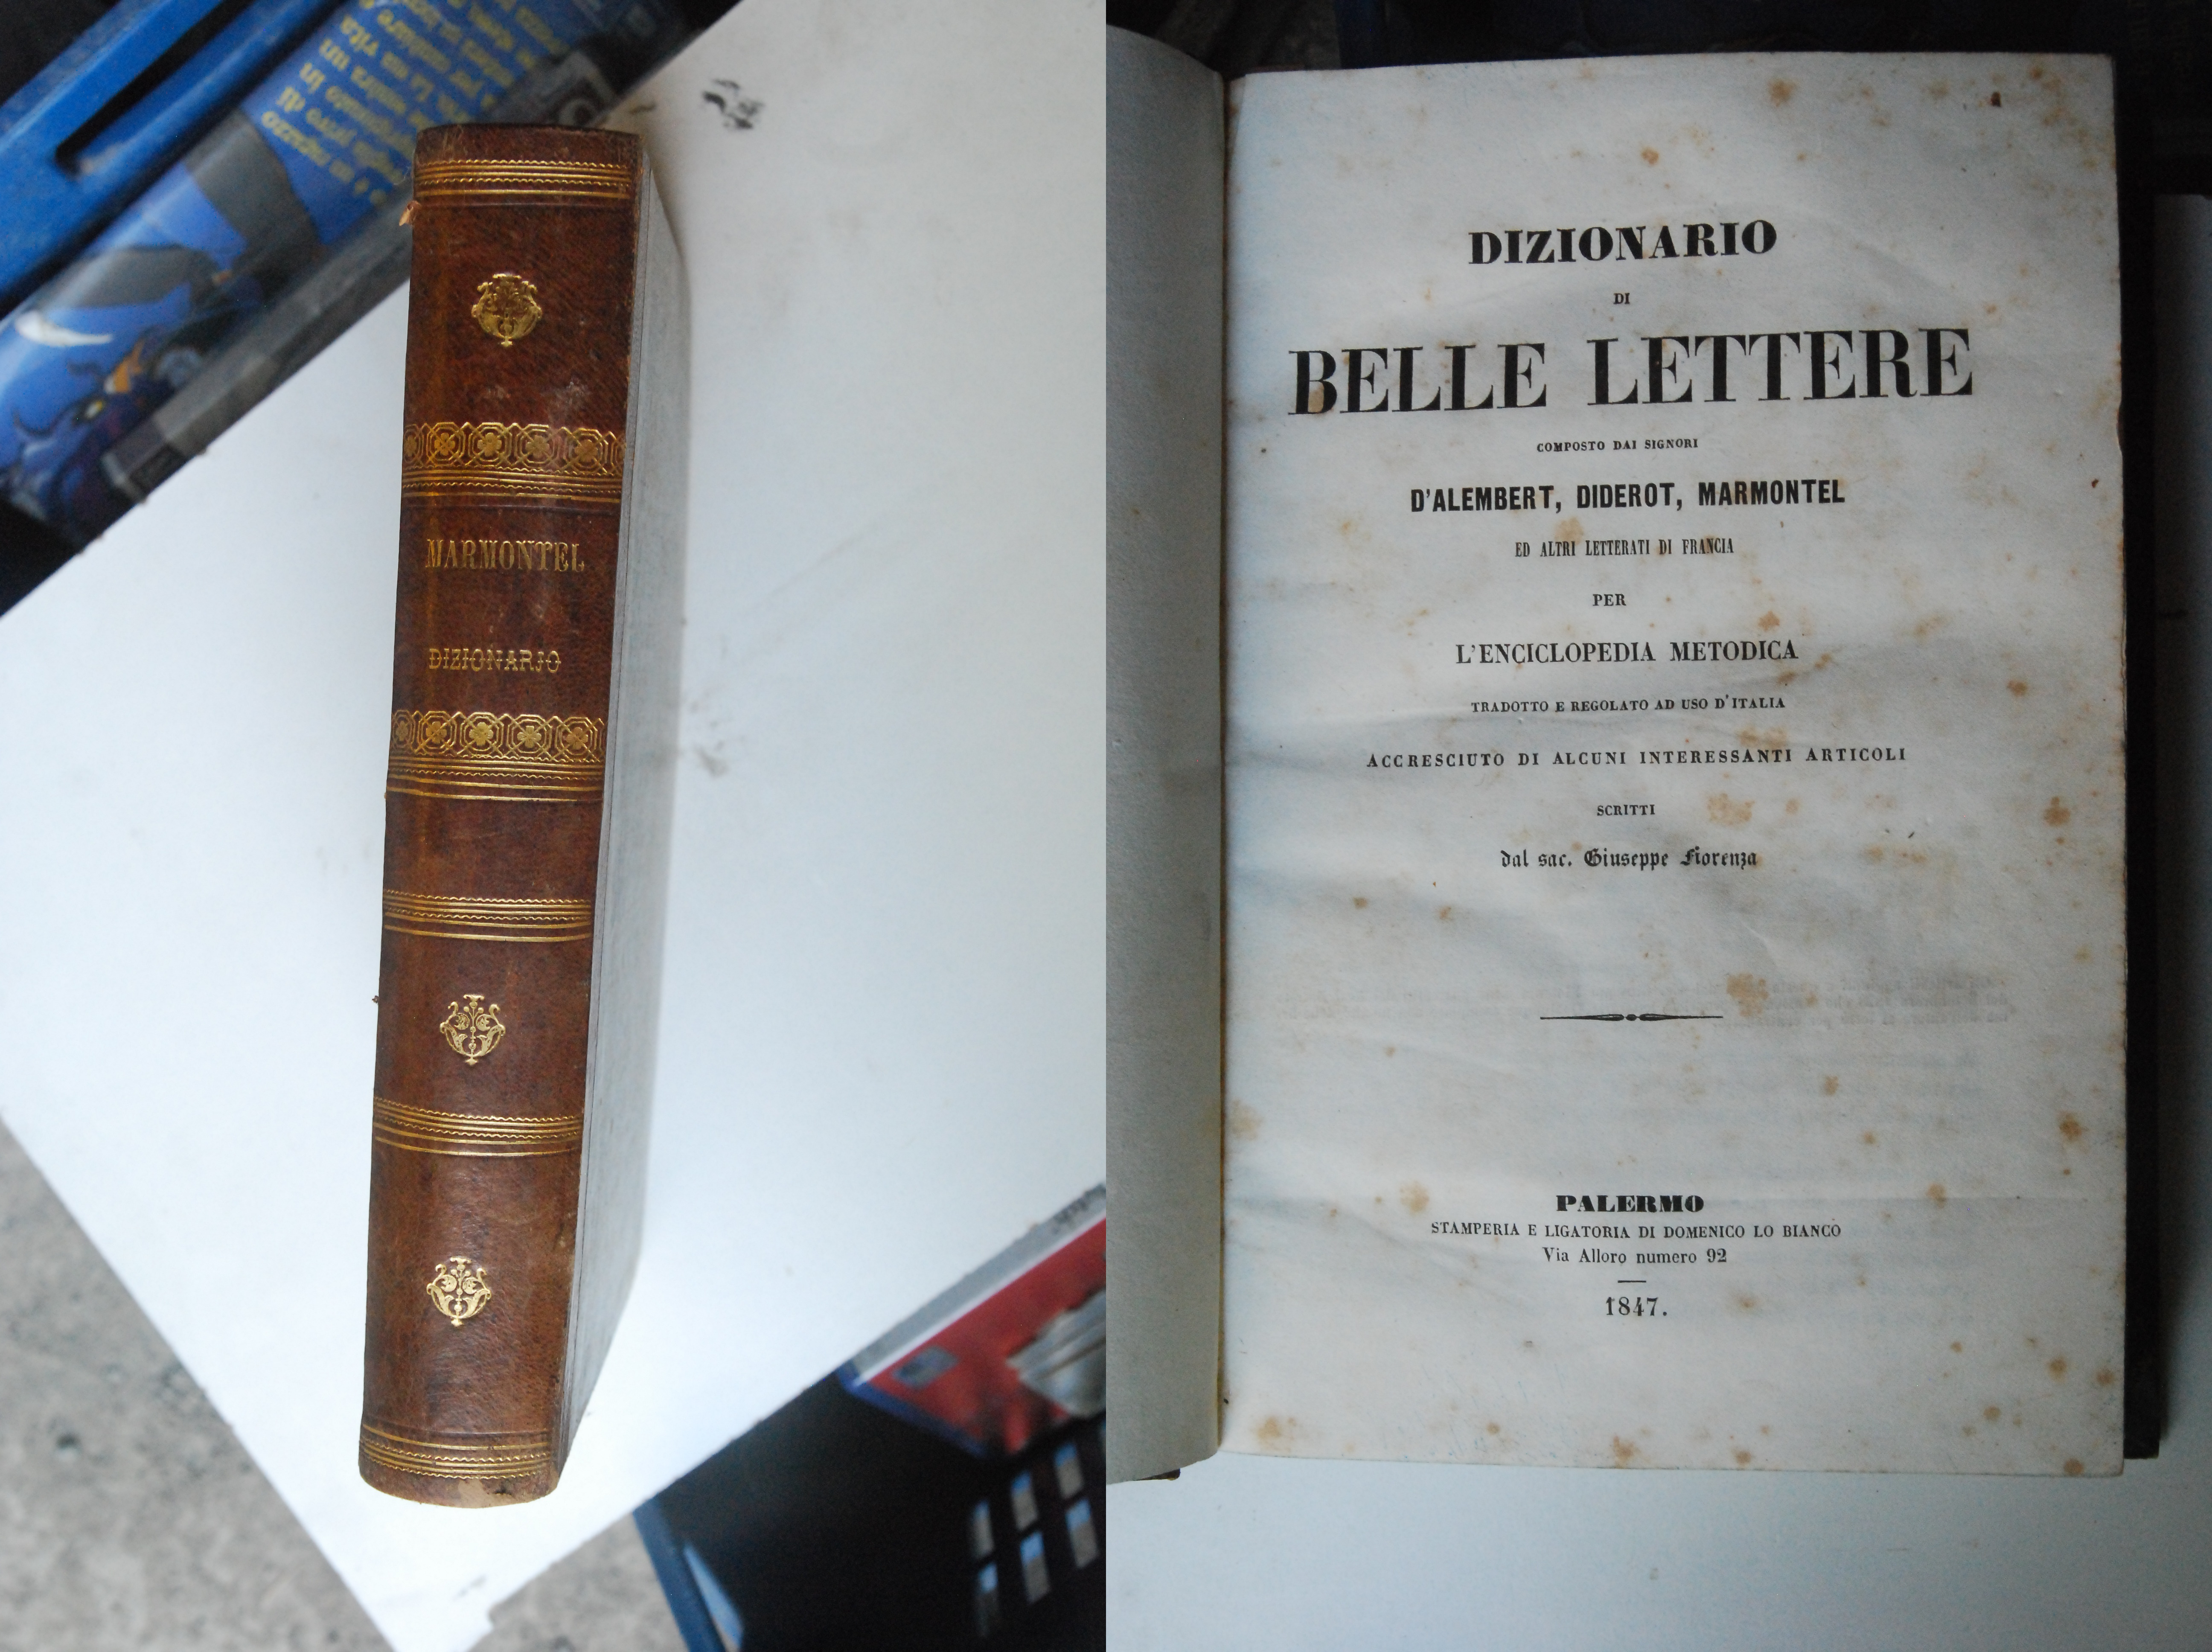 MARMONTEL
DIZIONARIO
DIZIONARIO
DI
BELLE LETTERE
COMPOSTO DAI SIGNORI
D'ALEMBERT, DIDEROT, MARMONTEL
ED ALTRI LETTERATI DI FRANCIA
PER
L'ENCICLOPEDIA METODICA
TRADOTTO E REGOLATO AD USO D'ITALIA
ACCRESCIUTO DI ALCUNI INTERESSANTI ARTICOLI
SCRITTI
dal sac. Giuseppe Fiorenza
PALERMO
STAMPERIA E LIGATORIA DI DOMENICO LO BIANCO
Via Alloro numero 92
1847.